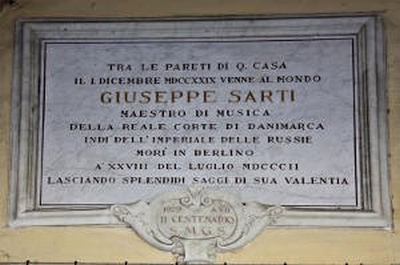 TRA LE PARETI DI Q. CASA
IL I DICEMBRE MDCCXXIX VENNE AL MONDO
GIUSEPPE SARTI
MAESTRO DI MUSICA
DELLA REALE CORTE DI DANIMARCA
INDI DELL'IMPERIALE DELLE RUSSIE
MORÌ IN BERLINO
A' XXVIII DEL LUGLIO MDCCCII
LASCIANDO SPLENDIDI SAGGI DI SUA VALENTIA
II CENTENARIO
S.M.G.S.